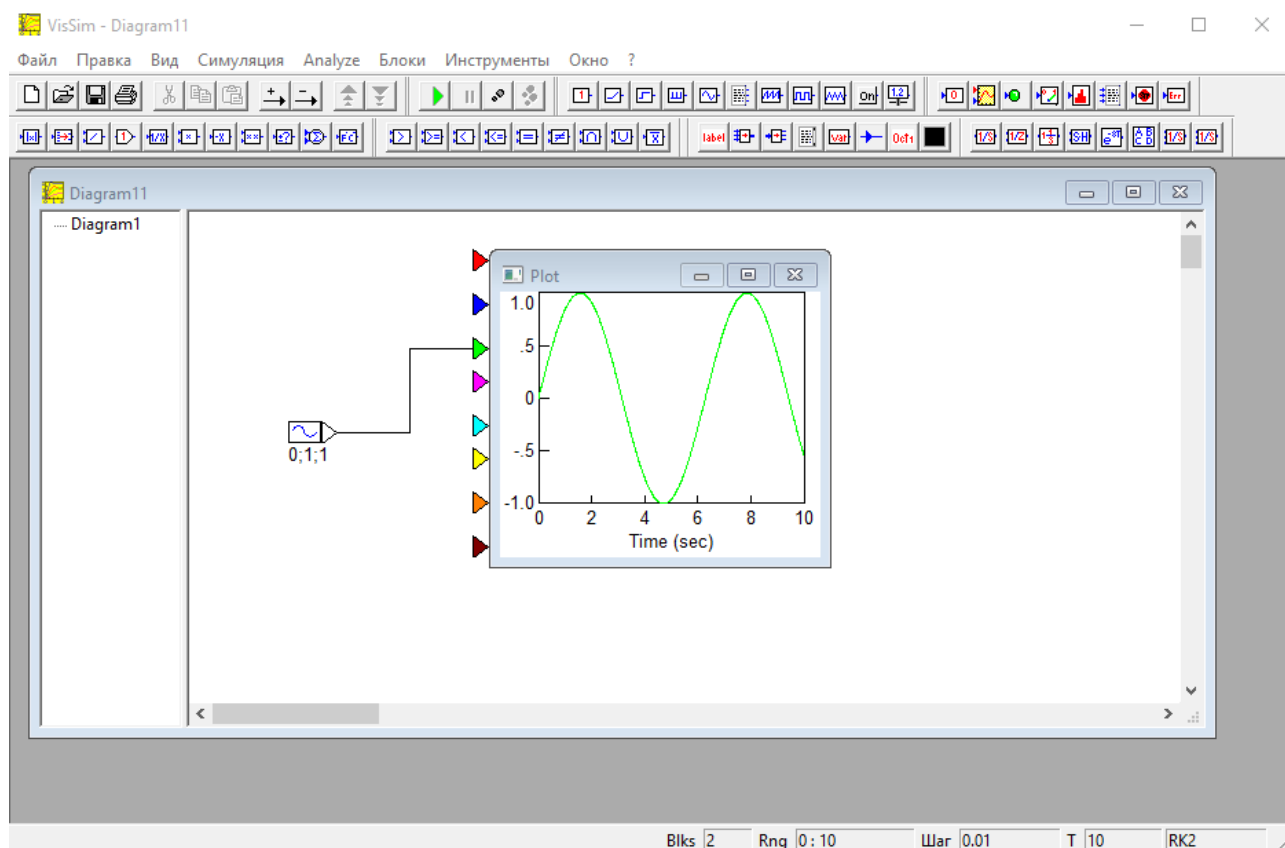 VisSim - Diagram11
Файл Правка Вид Симуляция Analyze Блоки Инструменты Окно ?
label var Oct1
Diagram11
Diagram1
Plot
1.0
.5
0
-.5
-1.0
0 2 4 6 8 10
Time (sec)
0;1;1
Blks 2 Rng 0 : 10 Шаг 0.01 T 10 RK2